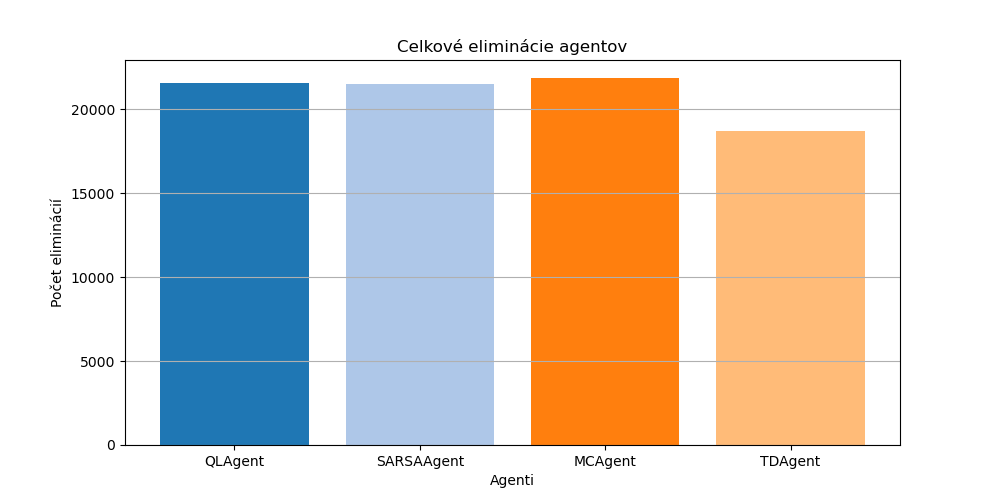 Celkové eliminácie agentov
Počet eliminácií
20000
15000
10000
5000
0
QLAgent
SARSAAgent
MCAgent
TDAgent
Agenti